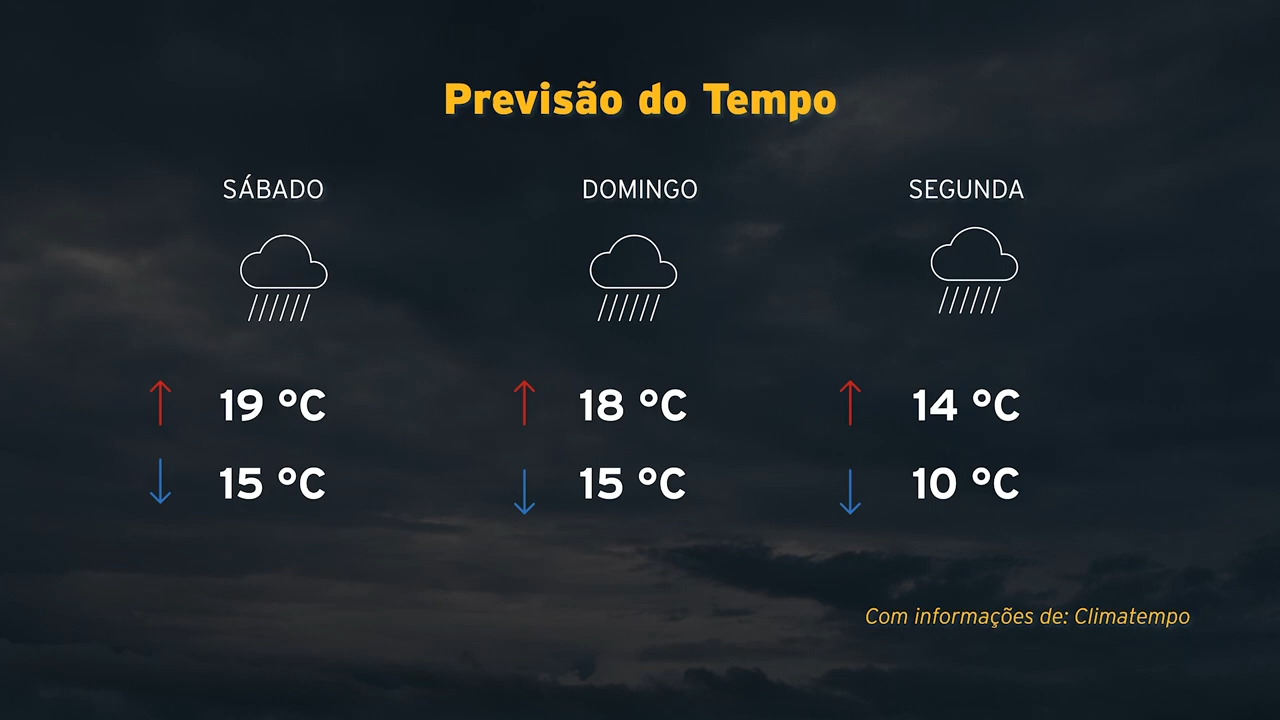 Previsão do Tempo
SÁBADO DOMINGO SEGUNDA
19 °C 18 °C 14 °C
15 °C 15 °C 10 °C
Com informações de: Climatempo